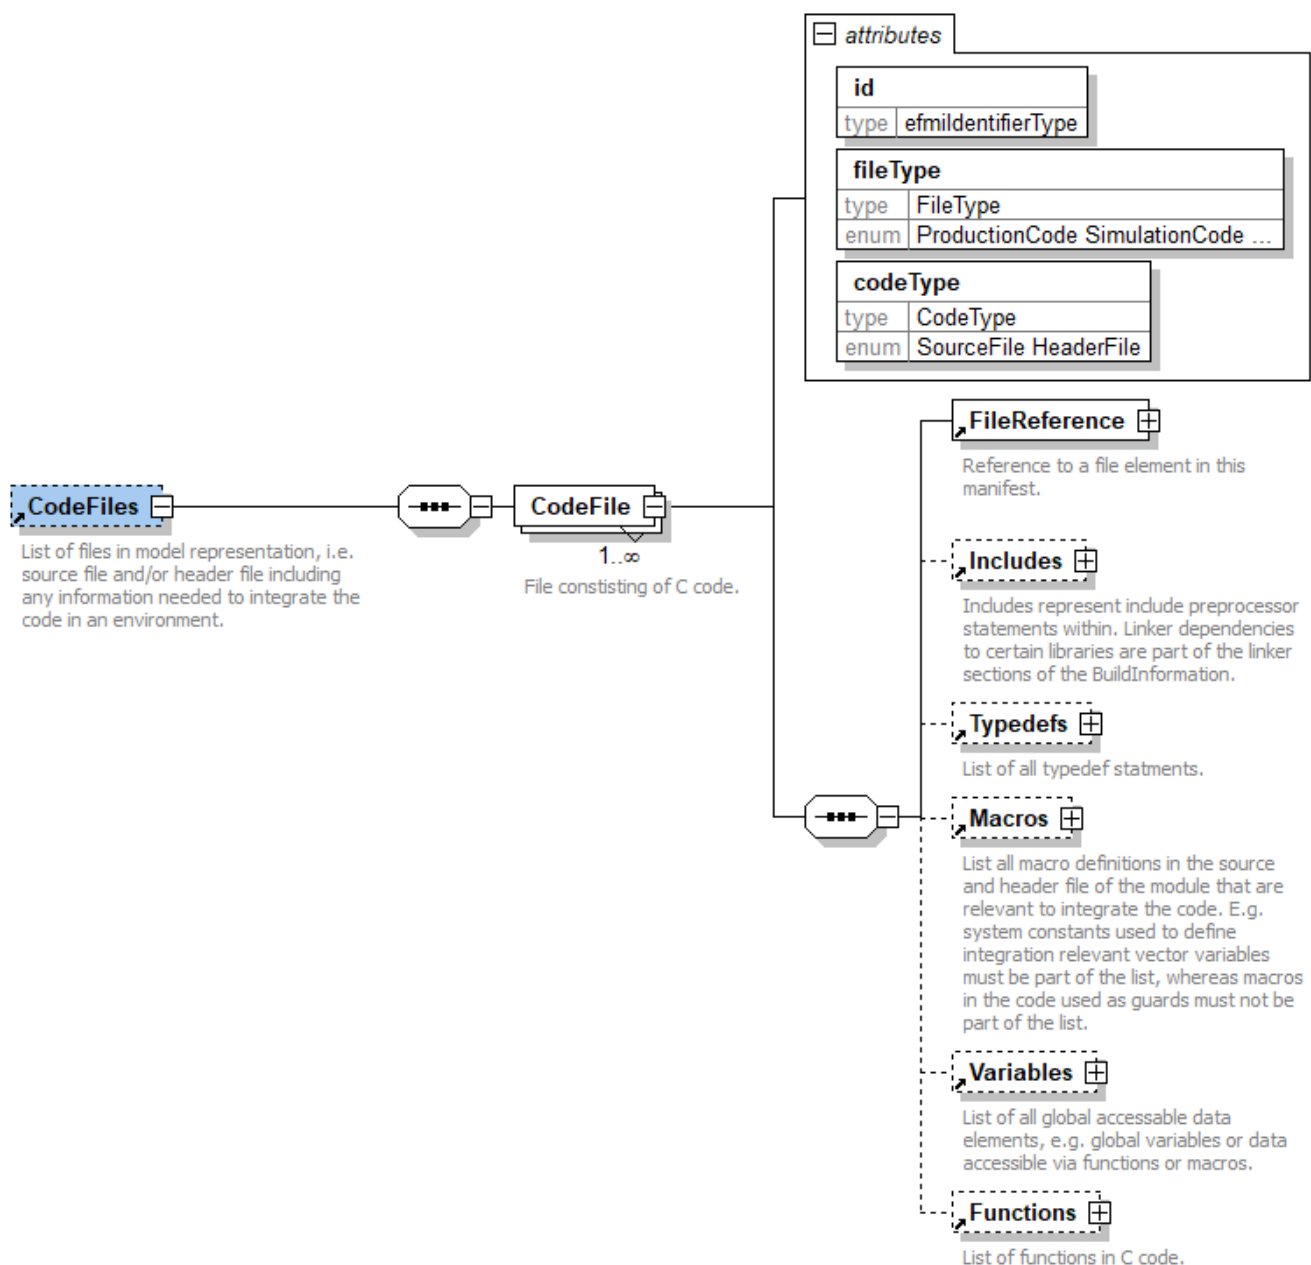 attributes
id
type efmiIdentifierType
fileType
type FileType
enum ProductionCode SimulationCode ...
codeType
type CodeType
enum SourceFile HeaderFile
CodeFiles
List of files in model representation, i.e.
source file and/or header file including
any information needed to integrate the
code in an environment.
CodeFile
1..∞
File constisting of C code.
FileReference
Reference to a file element in this
manifest.
Includes
Includes represent include preprocessor
statements within. Linker dependencies
to certain libraries are part of the linker
sections of the BuildInformation.
Typedefs
List of all typedef statments.
Macros
List all macro definitions in the source
and header file of the module that are
relevant to integrate the code. E.g.
system constants used to define
integration relevant vector variables
must be part of the list, whereas macros
in the code used as guards must not be
part of the list.
Variables
List of all global accessable data
elements, e.g. global variables or data
accessible via functions or macros.
Functions
List of functions in C code.